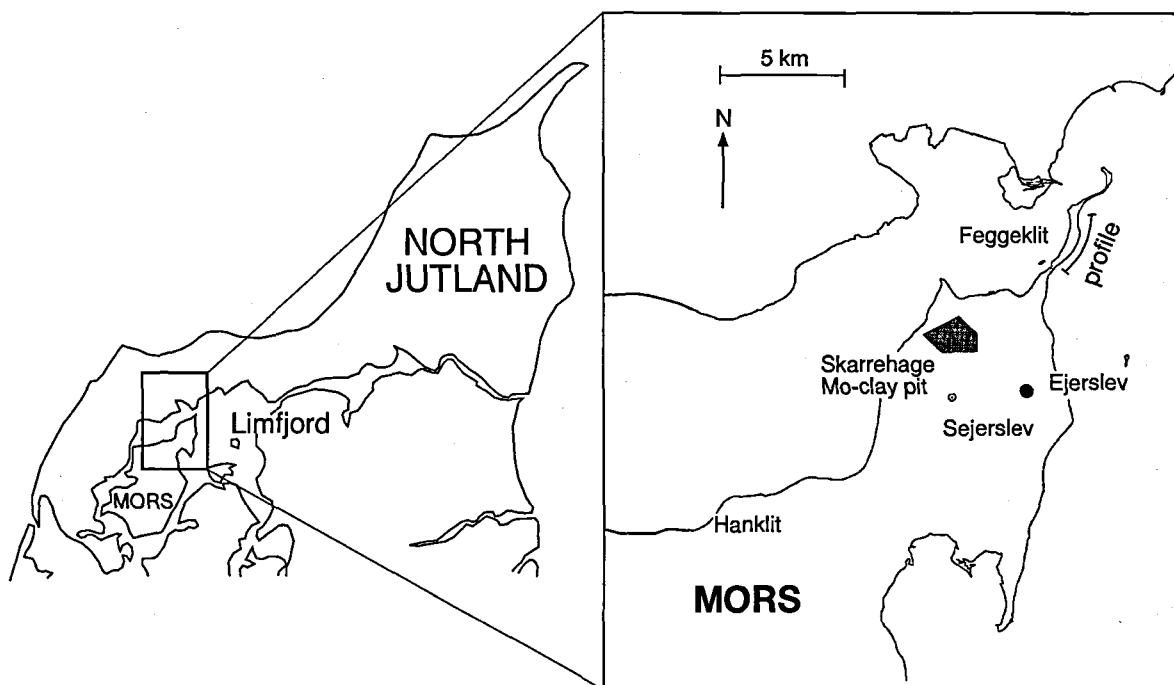 NORTH
JUTLAND
Limfjord
MORS
5 km
N
Feggeklit
profile
Skarrehage
Mo-clay pit
Ejerslev
Sejerslev
Hanklit
MORS